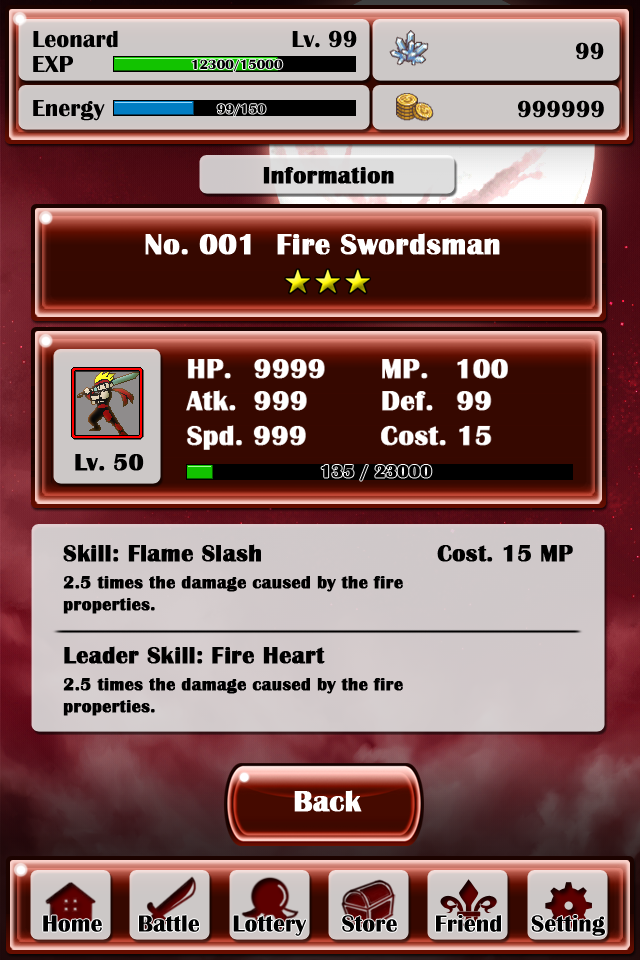 Leonard Lv. 99
EXP 12300/15000
99
Energy 99/150
999999
Information
No. 001 Fire Swordsman
HP. 9999 MP. 100
Atk. 999 Def. 99
Spd. 999 Cost. 15
Lv. 50
135 / 23000
Skill: Flame Slash Cost. 15 MP
2.5 times the damage caused by the fire
properties.
Leader Skill: Fire Heart
2.5 times the damage caused by the fire
properties.
Back
Home Battle Lottery Store Friend Setting